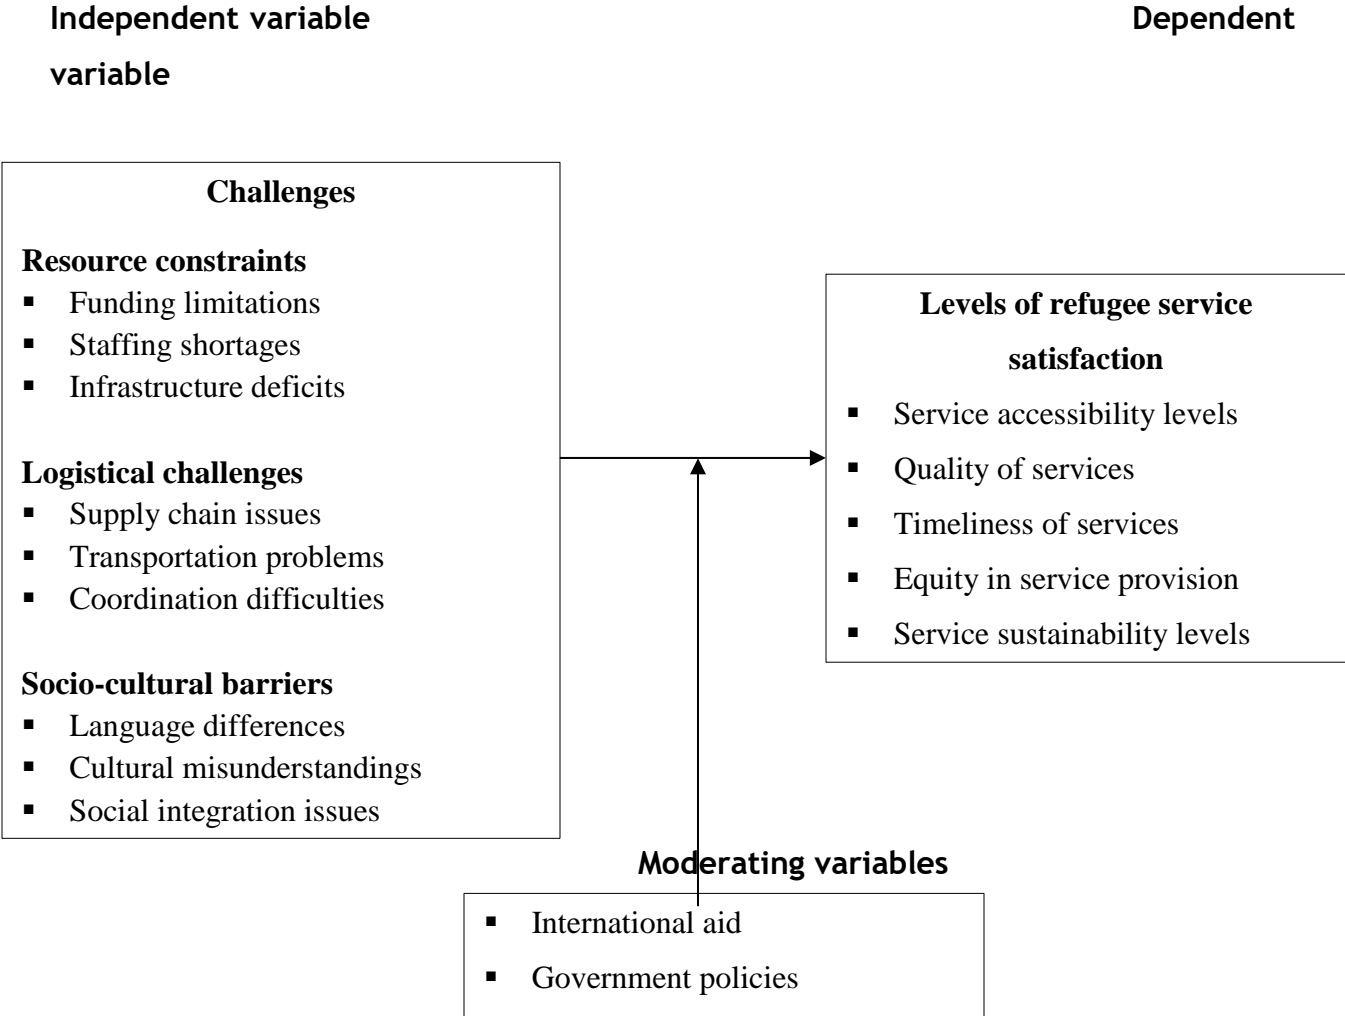 Independent variable Dependent
variable
Challenges
Resource constraints
▪ Funding limitations
▪ Staffing shortages
▪ Infrastructure deficits
Logistical challenges
▪ Supply chain issues
▪ Transportation problems
▪ Coordination difficulties
Socio-cultural barriers
▪ Language differences
▪ Cultural misunderstandings
▪ Social integration issues
Levels of refugee service
satisfaction
▪ Service accessibility levels
▪ Quality of services
▪ Timeliness of services
▪ Equity in service provision
▪ Service sustainability levels
Moderating variables
▪ International aid
▪ Government policies